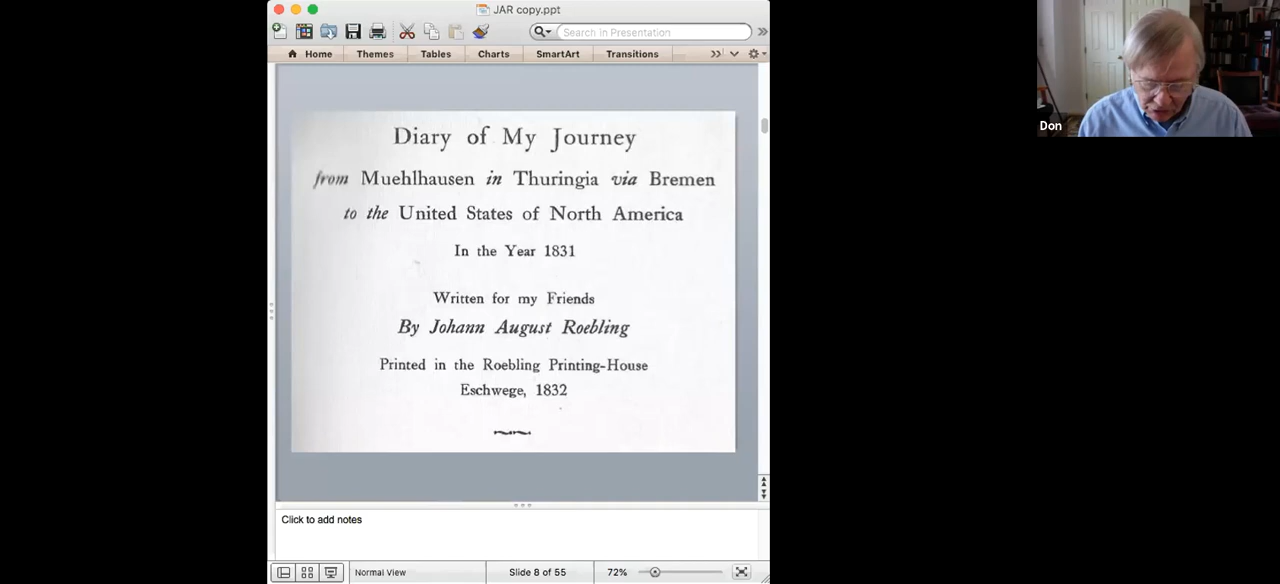 JAR copy.ppt
Search in Presentation
Home Themes Tables Charts SmartArt Transitions
Don
Diary of My Journey
from Muehlhausen in Thuringia via Bremen
to the United States of North America
In the Year 1831
Written for my Friends
By Johann August Roebling
Printed in the Roebling Printing-House
Eschwege, 1832
Click to add notes
Normal View Slide 8 of 55 72%